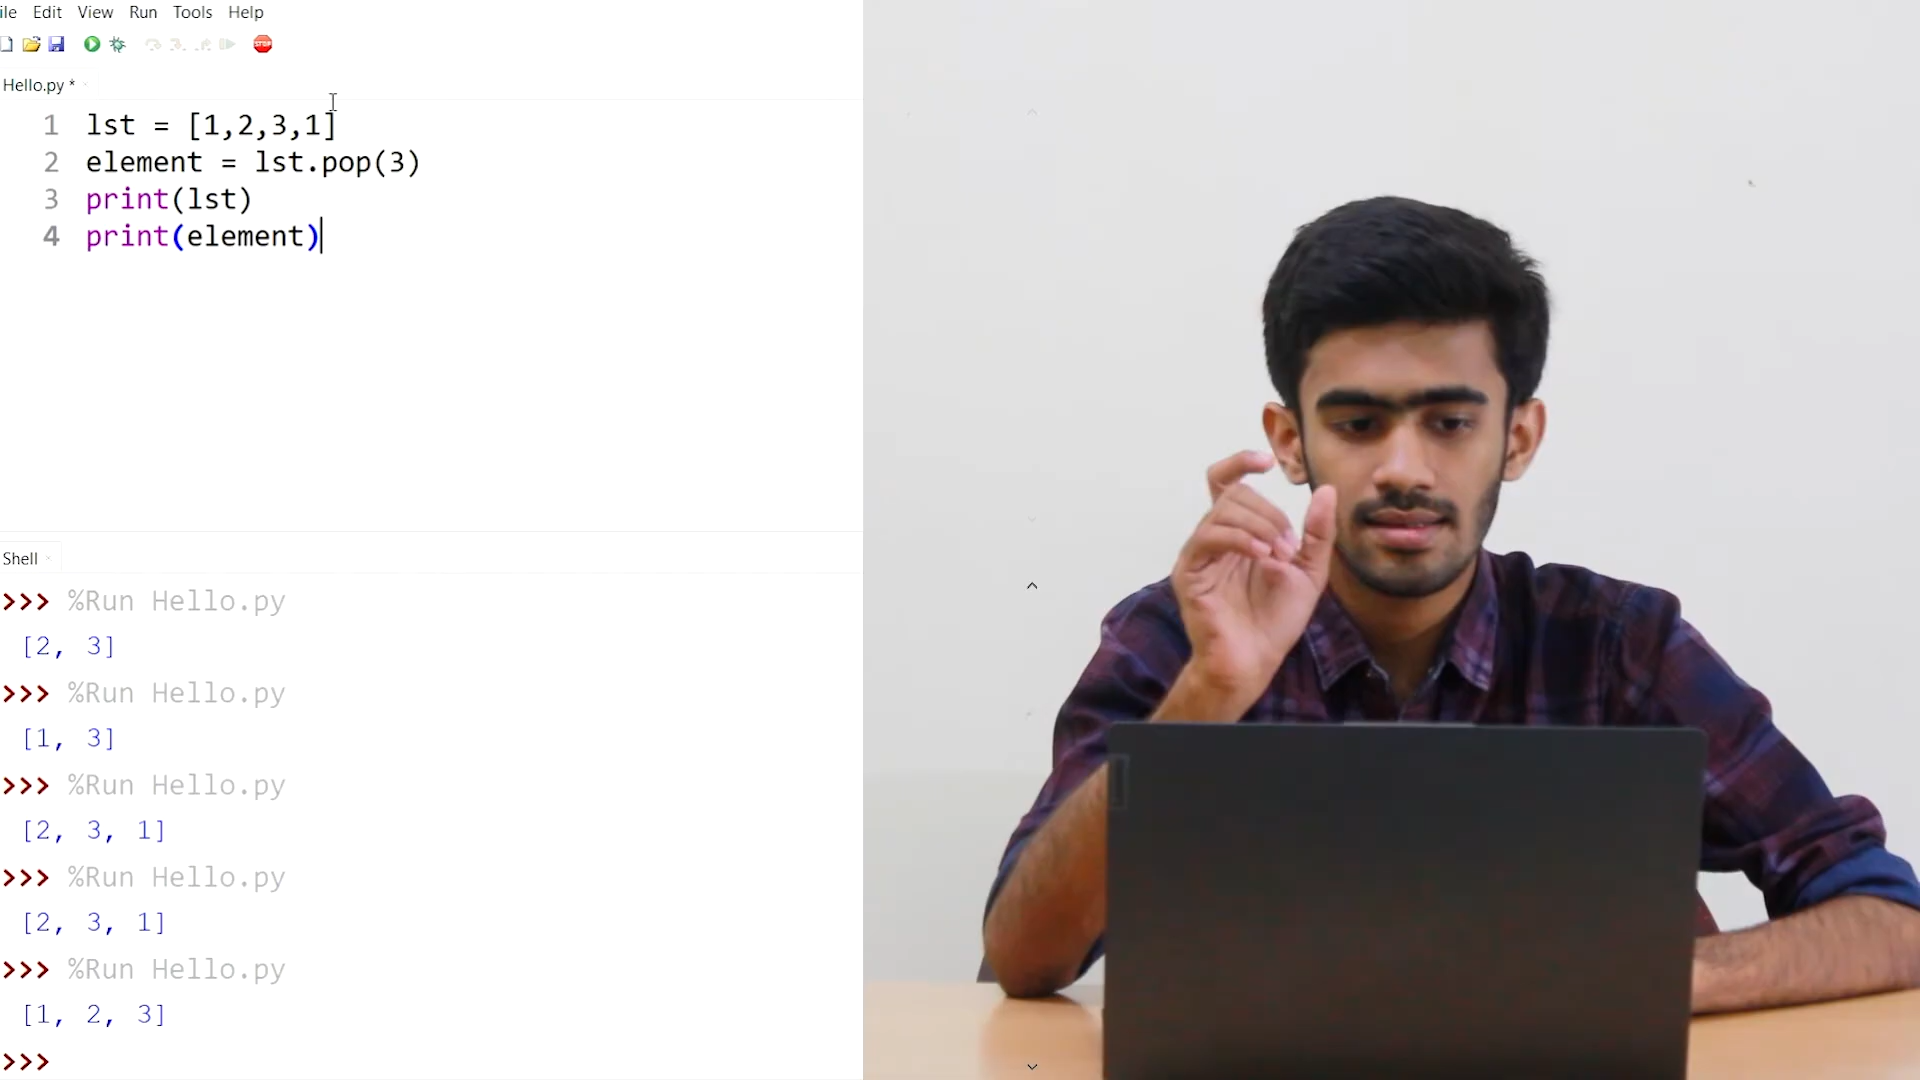 ile Edit View Run Tools Help
STOP
Hello.py *
1 lst = [1,2,3,1]
2 element = lst.pop(3)
3 print(lst)
4 print(element)
Shell
>>> %Run Hello.py
[2, 3]
>>> %Run Hello.py
[1, 3]
>>> %Run Hello.py
[2, 3, 1]
>>> %Run Hello.py
[2, 3, 1]
>>> %Run Hello.py
[1, 2, 3]
>>>